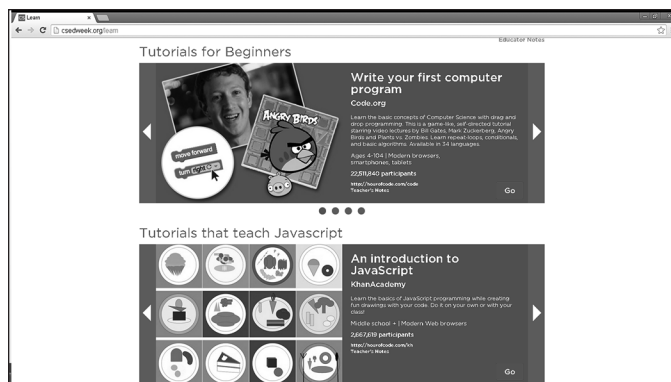 Learn
csedweek.org/learn
Educator Notes
Tutorials for Beginners
ANGRY BIRDS
move forward
turn right
Write your first computer
program
Code.org
Learn the basic concepts of Computer Science with drag and
drop programming. This is a game-like, self-directed tutorial
starring video lectures by Bill Gates, Mark Zuckerberg, Angry
Birds and Plants vs. Zombies. Learn repeat-loops, conditionals,
and basic algorithms. Available in 34 languages.
Ages 4-104 | Modern browsers,
smartphones, tablets
22,511,840 participants
http://hourofcode.com/code
Teacher's Notes
Go
Tutorials that teach Javascript
An introduction to
JavaScript
KhanAcademy
Learn the basics of JavaScript programming while creating
fun drawings with your code. Do it on your own or with your
class!
Middle school + | Modern Web browsers
2,667,619 participants
http://hourofcode.com/kh
Teacher's Notes
Go